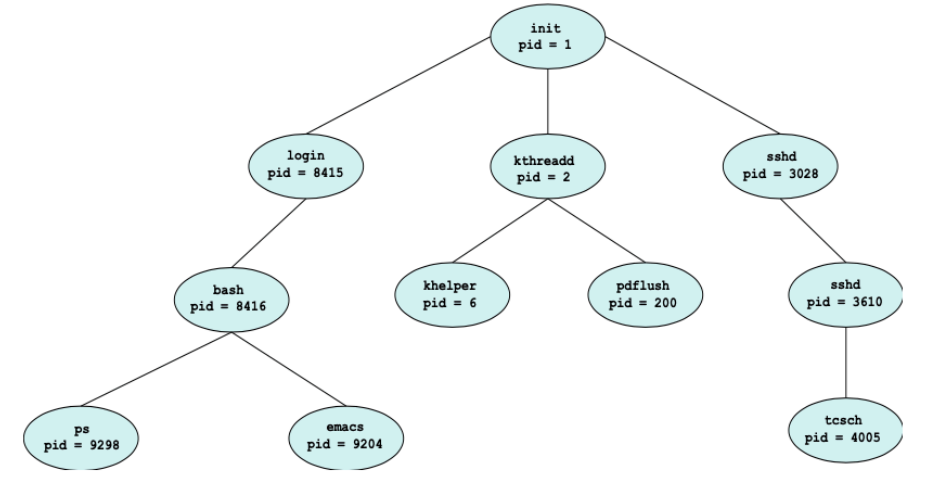 init
pid = 1
login
pid = 8415
kthreadd
pid = 2
sshd
pid = 3028
bash
pid = 8416
khelper
pid = 6
pdflush
pid = 200
sshd
pid = 3610
ps
pid = 9298
emacs
pid = 9204
tcsch
pid = 4005